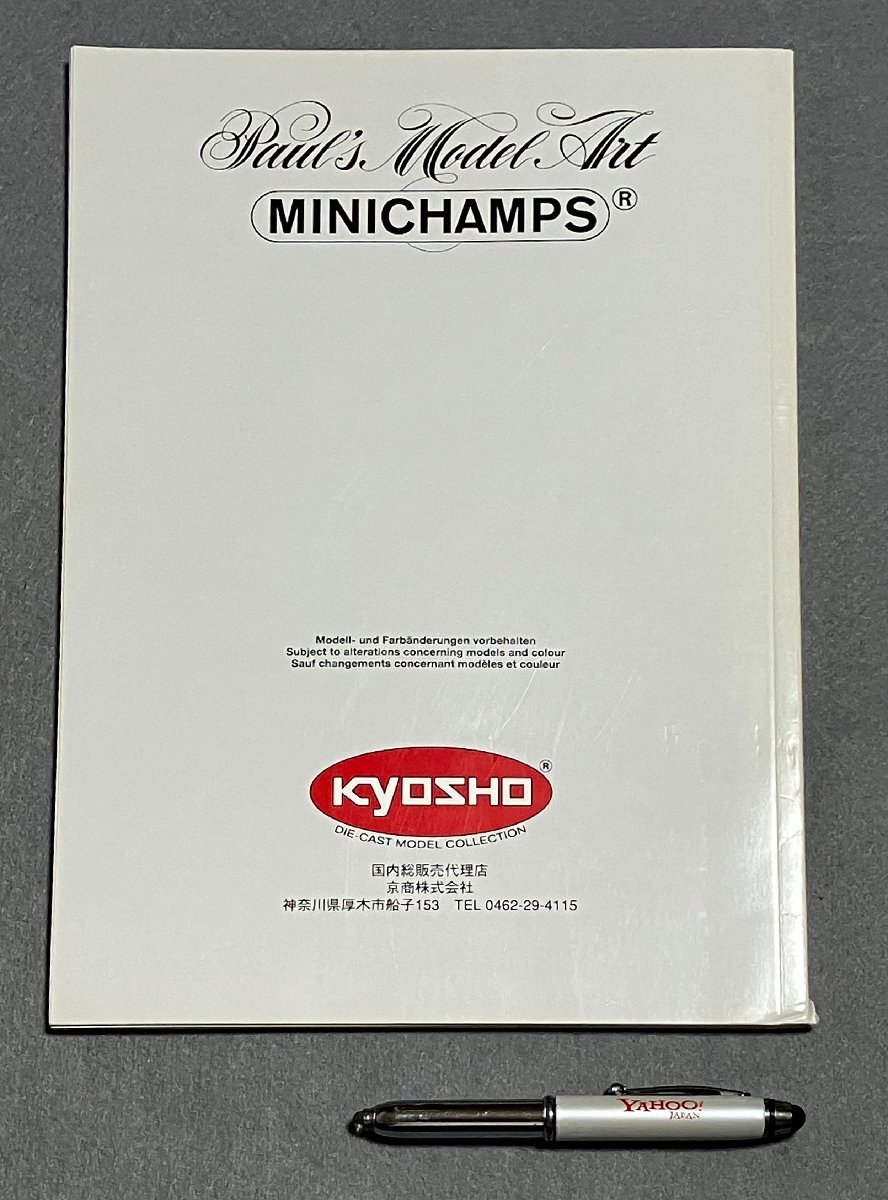 Paul's Model Art
MINICHAMPS®
Modell- und Farbänderungen vorbehalten
Subject to alterations concerning models and colour
Sauf changements concernant modèles et couleur
KYOSHO®
DIE-CAST MODEL COLLECTION
国内総販売代理店
京商株式会社
神奈川県厚木市船子153 TEL 0462-29-4115
YAHOO!
JAPAN